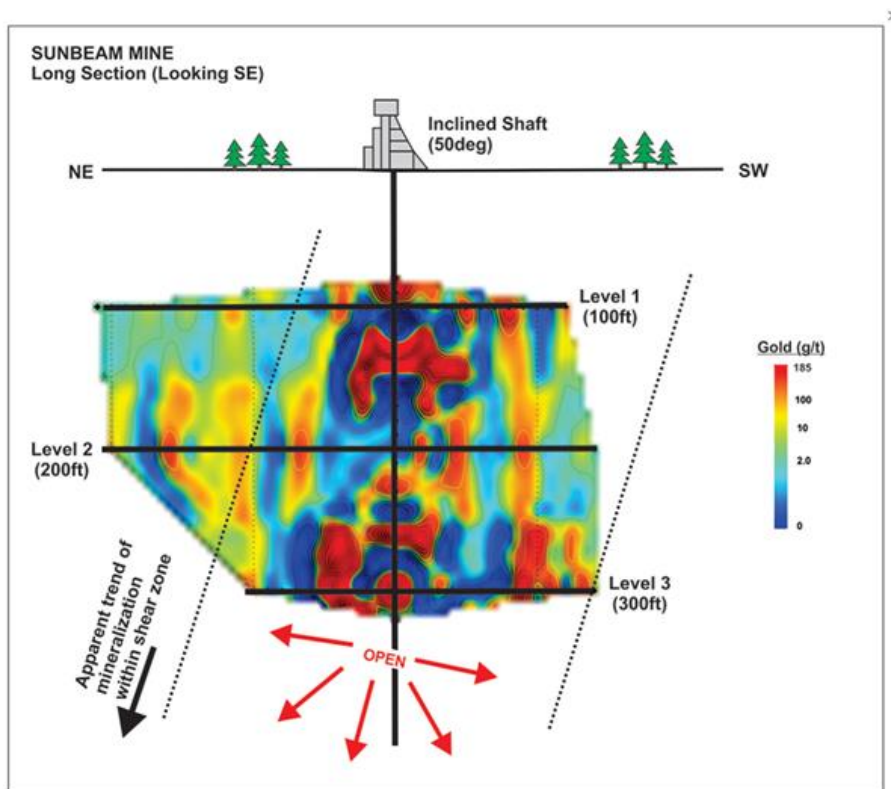 SUNBEAM MINE
Long Section (Looking SE)
Inclined Shaft
(50deg)
NE
SW
Level 1
(100ft)
Gold (g/t)
185
100
50
10
2.0
0
Level 2
(200ft)
Level 3
(300ft)
Apparent trend of
mineralization
within shear zone
OPEN